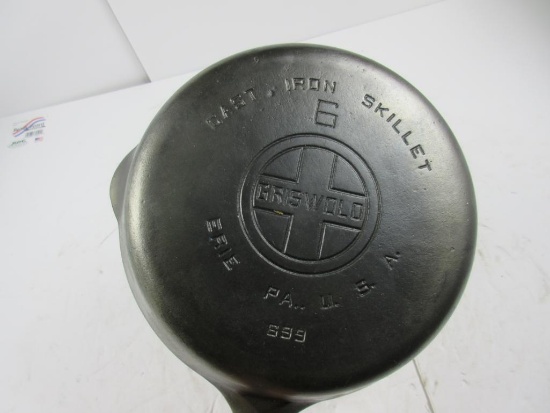 CAST IRON SKILLET
6
GRISWOLD
ERIE PA., U.S.A.
699